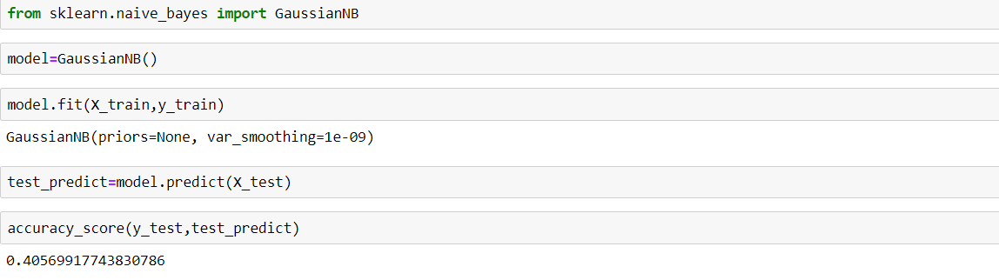 from sklearn.naive_bayes import GaussianNB
model=GaussianNB()
model.fit(X_train,y_train)
GaussianNB(priors=None, var_smoothing=1e-09)
test_predict=model.predict(X_test)
accuracy_score(y_test,test_predict)
0.40569917743830786